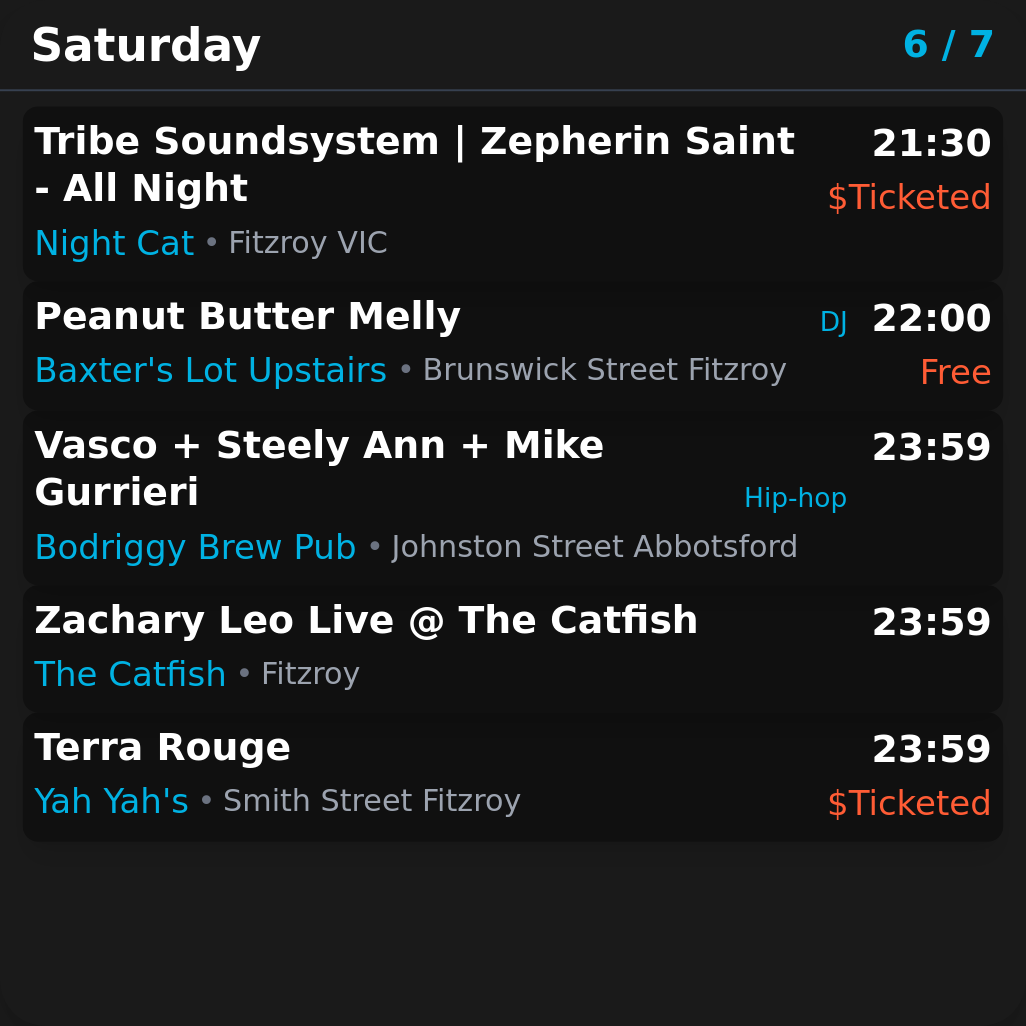 Saturday 6 / 7
Tribe Soundsystem | Zepherin Saint 21:30
- All Night $Ticketed
Night Cat • Fitzroy VIC
Peanut Butter Melly DJ 22:00
Baxter's Lot Upstairs • Brunswick Street Fitzroy Free
Vasco + Steely Ann + Mike 23:59
Gurrieri Hip-hop
Bodriggy Brew Pub • Johnston Street Abbotsford
Zachary Leo Live @ The Catfish 23:59
The Catfish • Fitzroy
Terra Rouge 23:59
Yah Yah's • Smith Street Fitzroy $Ticketed